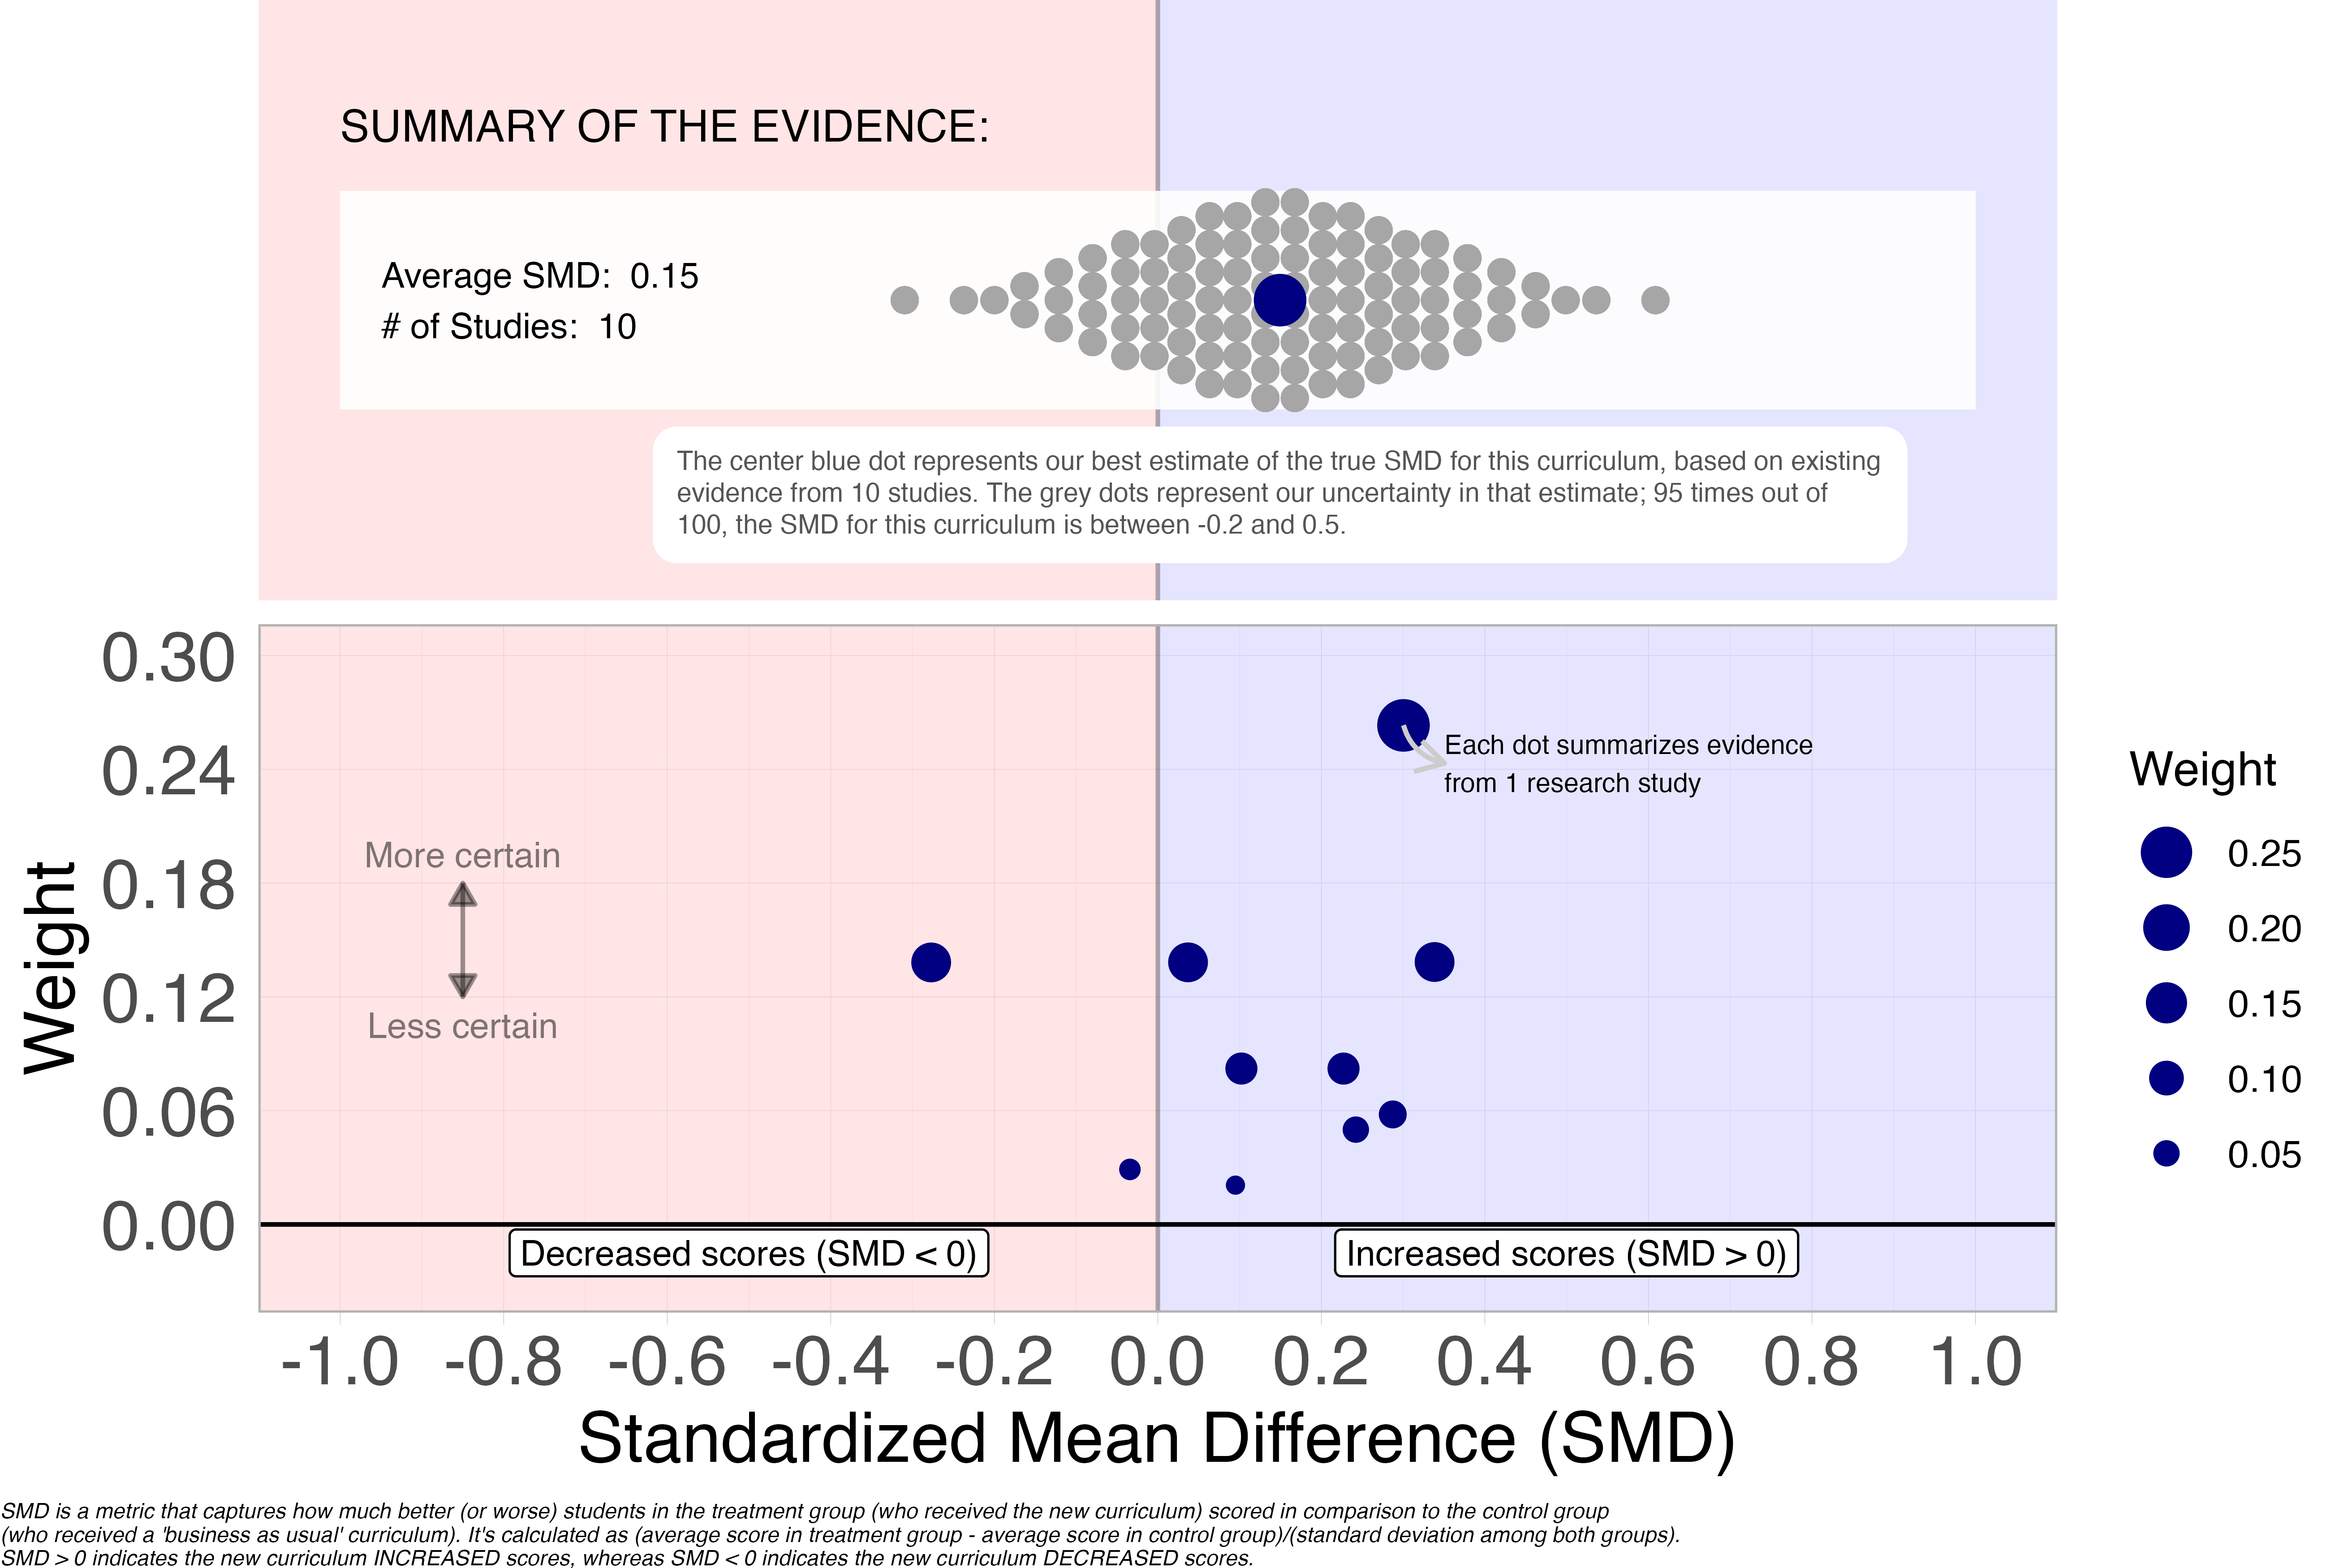 SUMMARY OF THE EVIDENCE:
Average SMD: 0.15
# of Studies: 10
The center blue dot represents our best estimate of the true SMD for this curriculum, based on existing
evidence from 10 studies. The grey dots represent our uncertainty in that estimate; 95 times out of
100, the SMD for this curriculum is between -0.2 and 0.5.
0.30
0.24
0.18
0.12
0.06
0.00
Weight
Each dot summarizes evidence
from 1 research study
More certain
Less certain
Decreased scores (SMD < 0)
Increased scores (SMD > 0)
Weight
0.25
0.20
0.15
0.10
0.05
-1.0 -0.8 -0.6 -0.4 -0.2 0.0 0.2 0.4 0.6 0.8 1.0
Standardized Mean Difference (SMD)
SMD is a metric that captures how much better (or worse) students in the treatment group (who received the new curriculum) scored in comparison to the control group
(who received a 'business as usual' curriculum). It's calculated as (average score in treatment group - average score in control group)/(standard deviation among both groups).
SMD > 0 indicates the new curriculum INCREASED scores, whereas SMD < 0 indicates the new curriculum DECREASED scores.